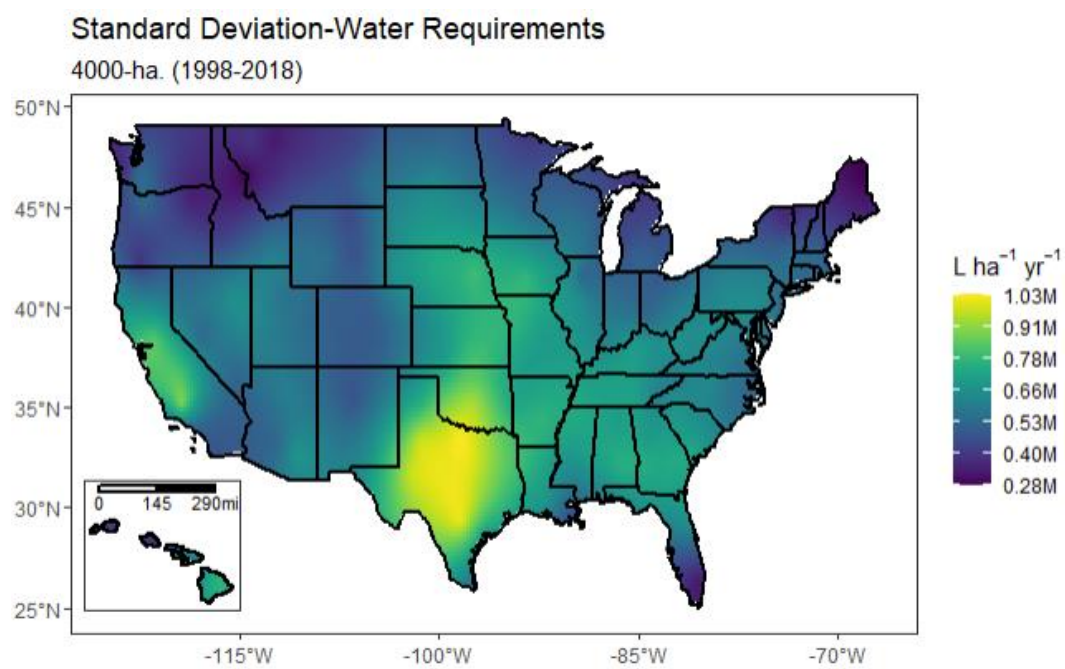 Standard Deviation-Water Requirements
4000-ha. (1998-2018)
50°N
45°N
40°N
35°N
30°N
25°N
-115°W
-100°W
-85°W
-70°W
0 145 290mi
L ha⁻¹ yr⁻¹
1.03M
0.91M
0.78M
0.66M
0.53M
0.40M
0.28M